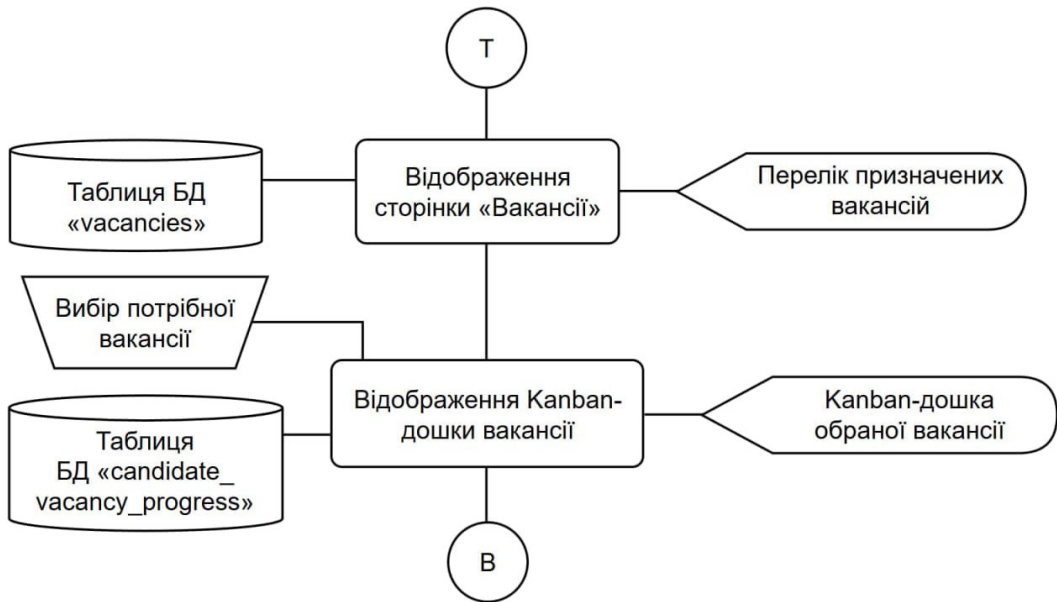 Т
Таблиця БД
«vacancies»
Відображення
сторінки «Вакансії»
Перелік призначених
вакансій
Вибір потрібної
вакансії
Відображення Kanban-
дошки вакансії
Kanban-дошка
обраної вакансії
Таблиця
БД «candidate_
vacancy_progress»
В